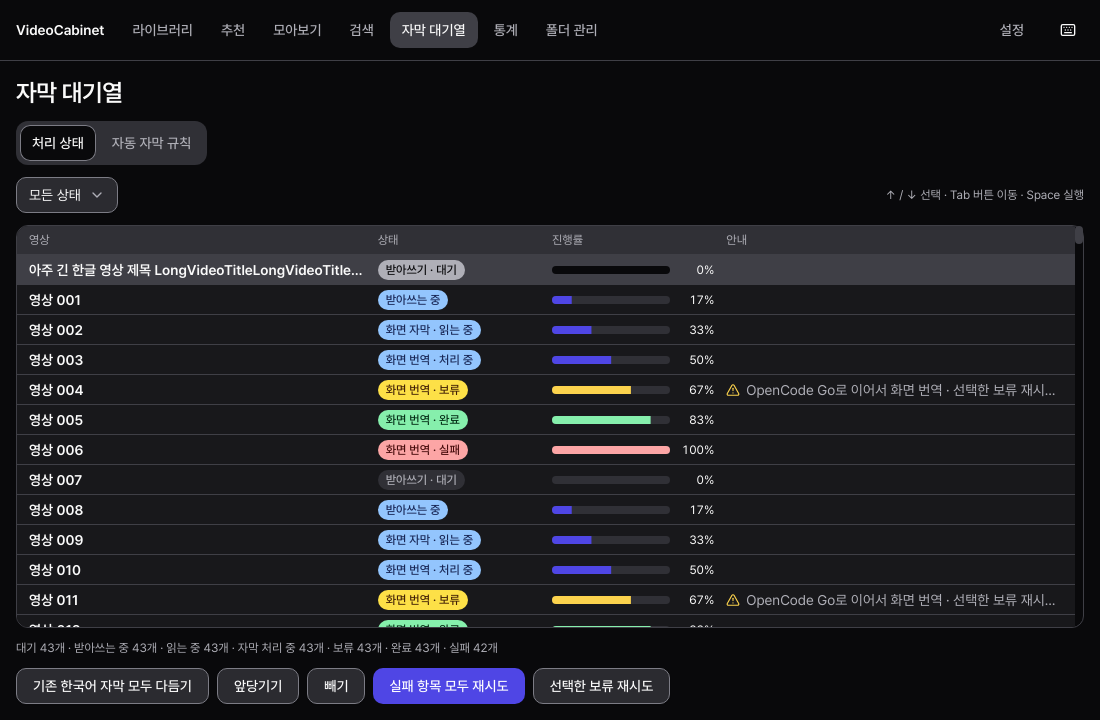 VideoCabinet 라이브러리 추천 모아보기 검색 자막 대기열 통계 폴더 관리 설정
자막 대기열
처리 상태 자동 자막 규칙
모든 상태 ↑ / ↓ 선택 · Tab 버튼 이동 · Space 실행
영상 상태 진행률 안내
아주 긴 한글 영상 제목 LongVideoTitleLongVideoTitle... 받아쓰기 · 대기 0%
영상 001 받아쓰는 중 17%
영상 002 화면 자막 · 읽는 중 33%
영상 003 화면 번역 · 처리 중 50%
영상 004 화면 번역 · 보류 67% OpenCode Go로 이어서 화면 번역 · 선택한 보류 재시...
영상 005 화면 번역 · 완료 83%
영상 006 화면 번역 · 실패 100%
영상 007 받아쓰기 · 대기 0%
영상 008 받아쓰는 중 17%
영상 009 화면 자막 · 읽는 중 33%
영상 010 화면 번역 · 처리 중 50%
영상 011 화면 번역 · 보류 67% OpenCode Go로 이어서 화면 번역 · 선택한 보류 재시...
대기 43개 · 받아쓰는 중 43개 · 읽는 중 43개 · 자막 처리 중 43개 · 보류 43개 · 완료 43개 · 실패 42개
기존 한국어 자막 모두 다듬기 앞당기기 빼기 실패 항목 모두 재시도 선택한 보류 재시도